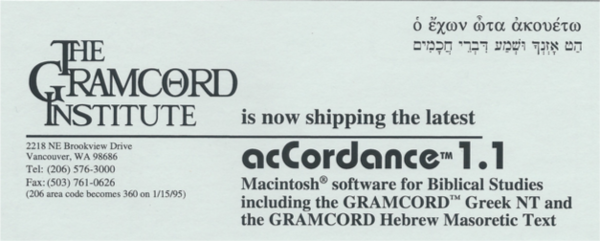 ὁ ἔχων ὦτα ἀκουέτω
הַט אָזְנְךָ וּשְׁמַע דִּבְרֵי חֲכָמִים
THE
GRAMCORD
INSTITUTE
is now shipping the latest
2218 NE Brookview Drive
Vancouver, WA 98686
Tel: (206) 576-3000
Fax: (503) 761-0626
(206 area code becomes 360 on 1/15/95)
acCordance™ 1.1
Macintosh® software for Biblical Studies
including the GRAMCORD™ Greek NT and
the GRAMCORD Hebrew Masoretic Text